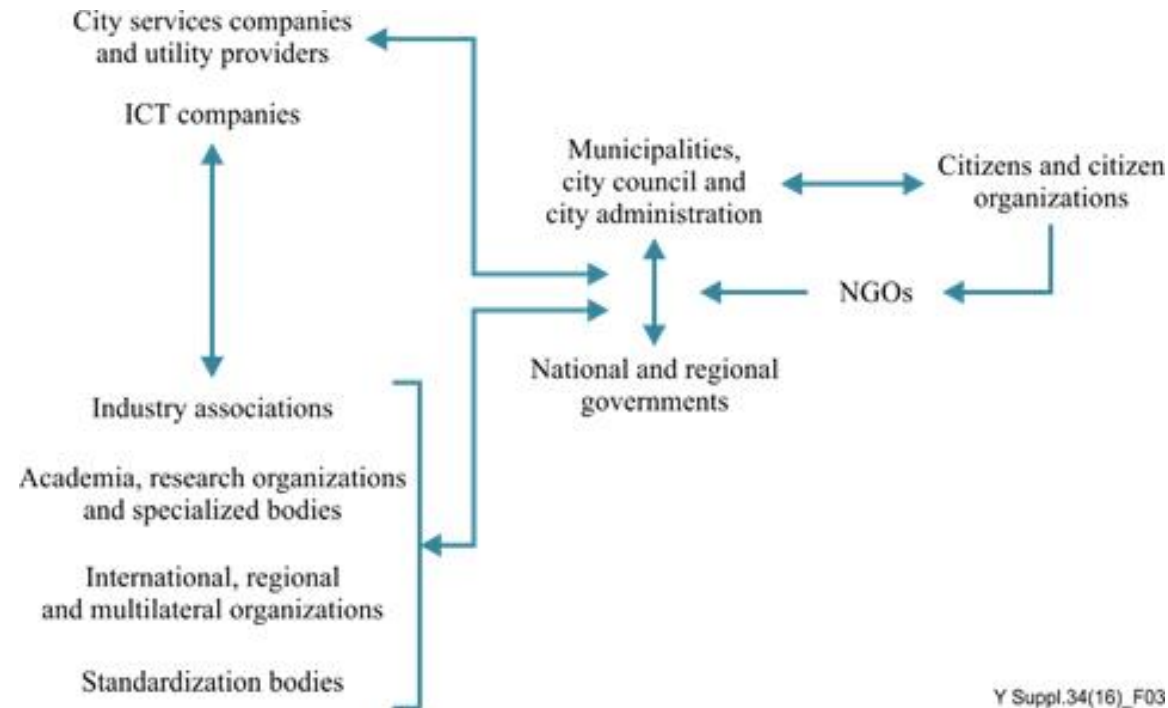 City services companies
and utility providers
ICT companies
Municipalities,
city council and
city administration
Citizens and citizen
organizations
NGOs
National and regional
governments
Industry associations
Academia, research organizations
and specialized bodies
International, regional
and multilateral organizations
Standardization bodies
Y Suppl.34(16)_F03